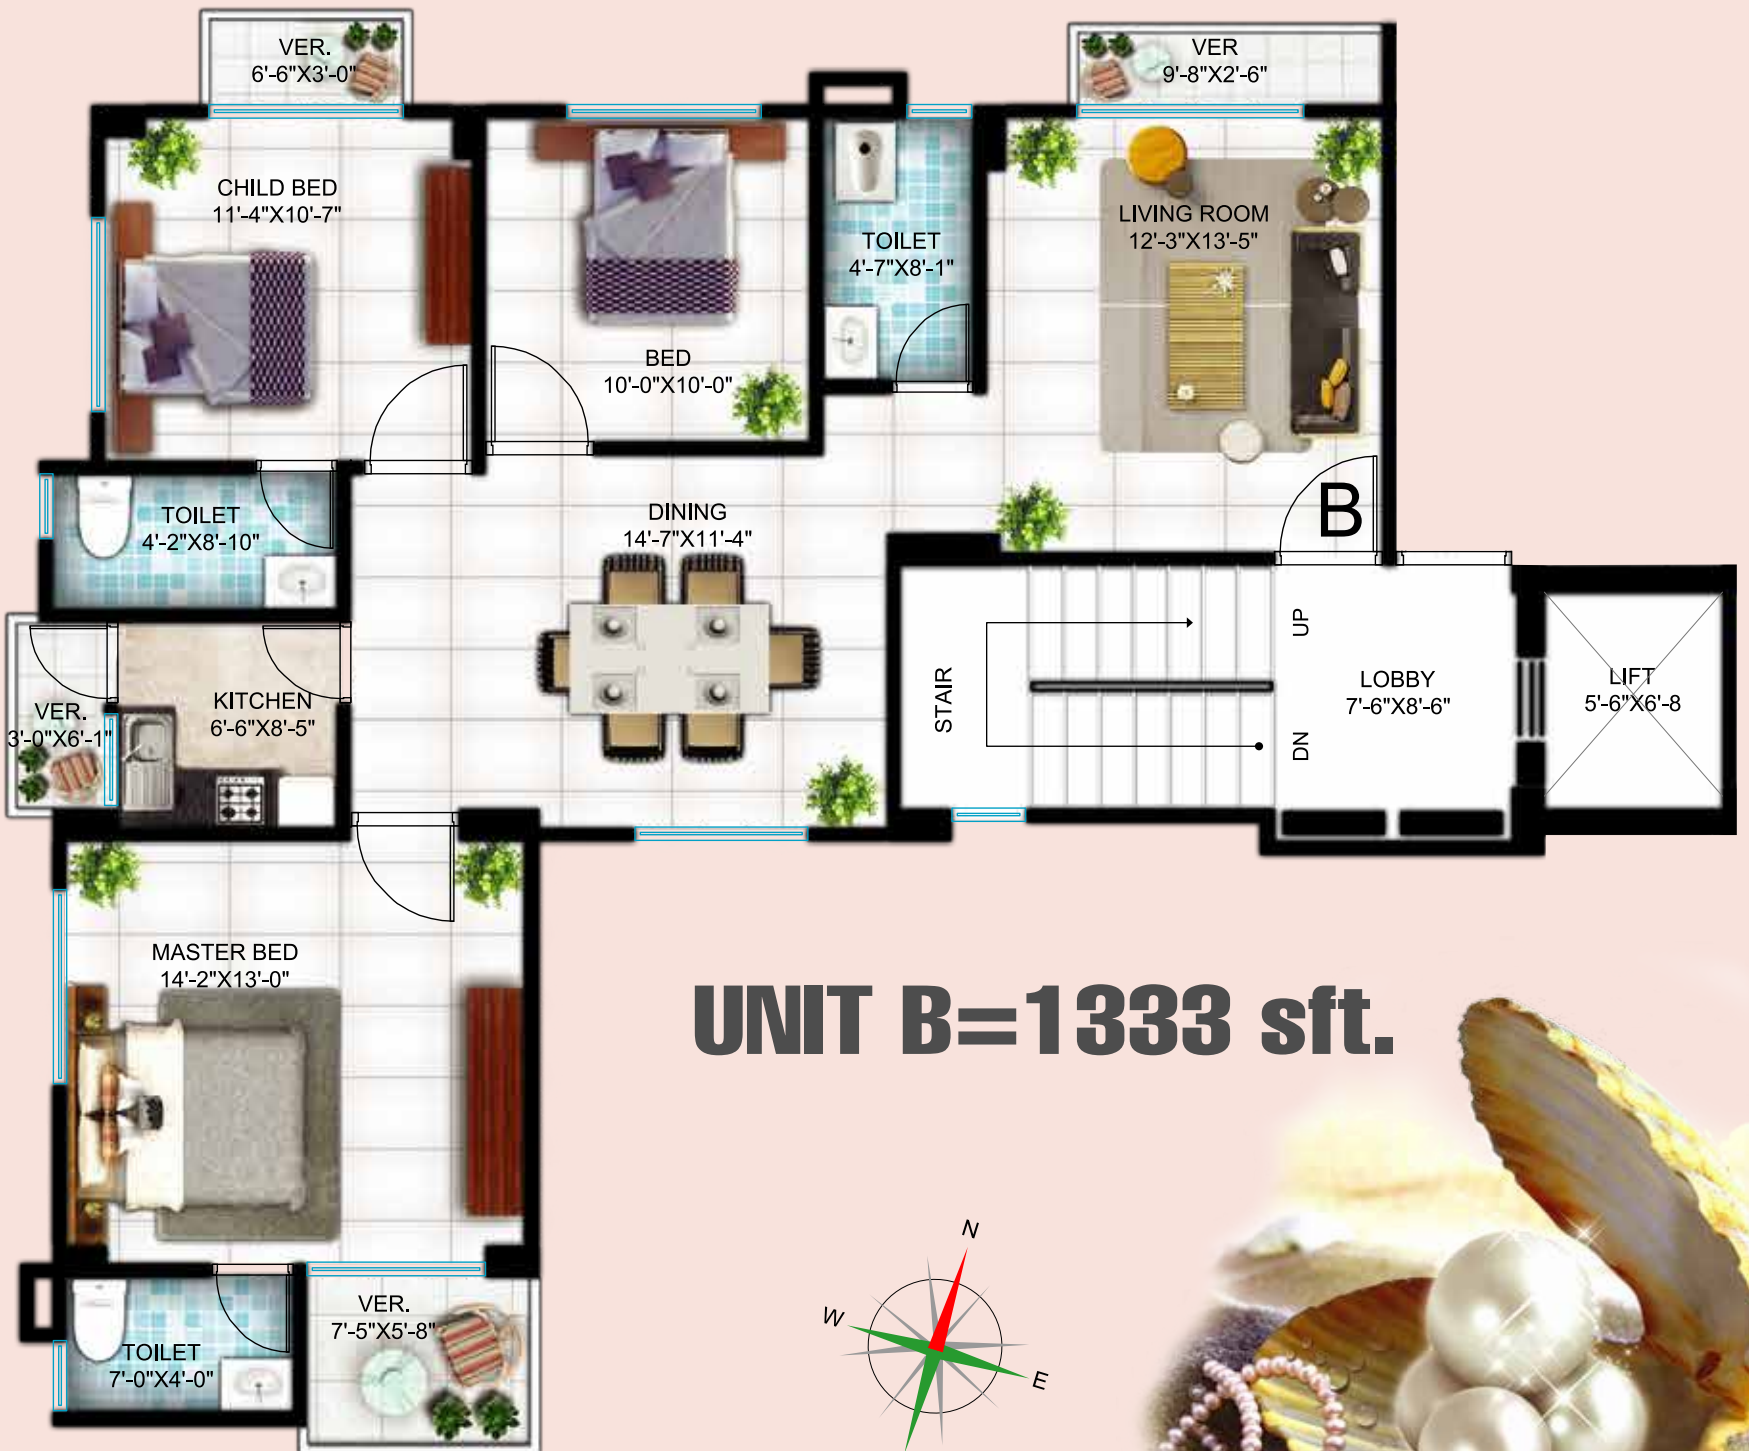 VER.
6'-6"X3'-0"
VER
9'-8"X2'-6"
CHILD BED
11'-4"X10'-7"
LIVING ROOM
12'-3"X13'-5"
TOILET
4'-7"X8'-1"
BED
10'-0"X10'-0"
B
TOILET
4'-2"X8'-10"
DINING
14'-7"X11'-4"
UP
STAIR
LOBBY
7'-6"X8'-6"
LIFT
5'-6"X6'-8
DN
KITCHEN
6'-6"X8'-5"
VER.
3'-0"X6'-1"
MASTER BED
14'-2"X13'-0"
UNIT B=1333 sft.
N
W
E
VER.
7'-5"X5'-8"
TOILET
7'-0"X4'-0"